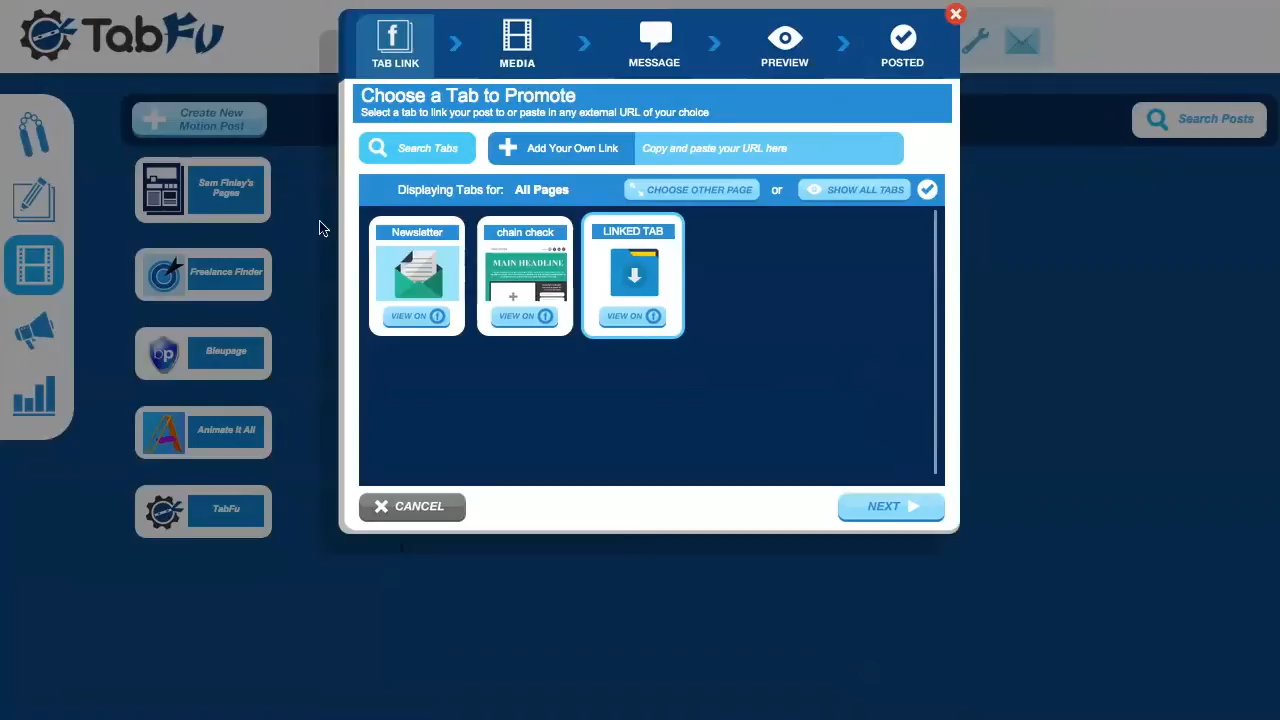 TabFu
TAB LINK
MEDIA
MESSAGE
PREVIEW
POSTED
Choose a Tab to Promote
Select a tab to link your post to or paste in any external URL of your choice
Create New
Motion Post
Search Posts
Search Tabs
Add Your Own Link
Copy and paste your URL here
Displaying Tabs for: All Pages
CHOOSE OTHER PAGE
or
SHOW ALL TABS
Sam Finlay's
Pages
Freelance Finder
bp
Bleupage
Animate It All
TabFu
Newsletter
VIEW ON
chain check
MAIN HEADLINE
VIEW ON
LINKED TAB
VIEW ON
CANCEL
NEXT